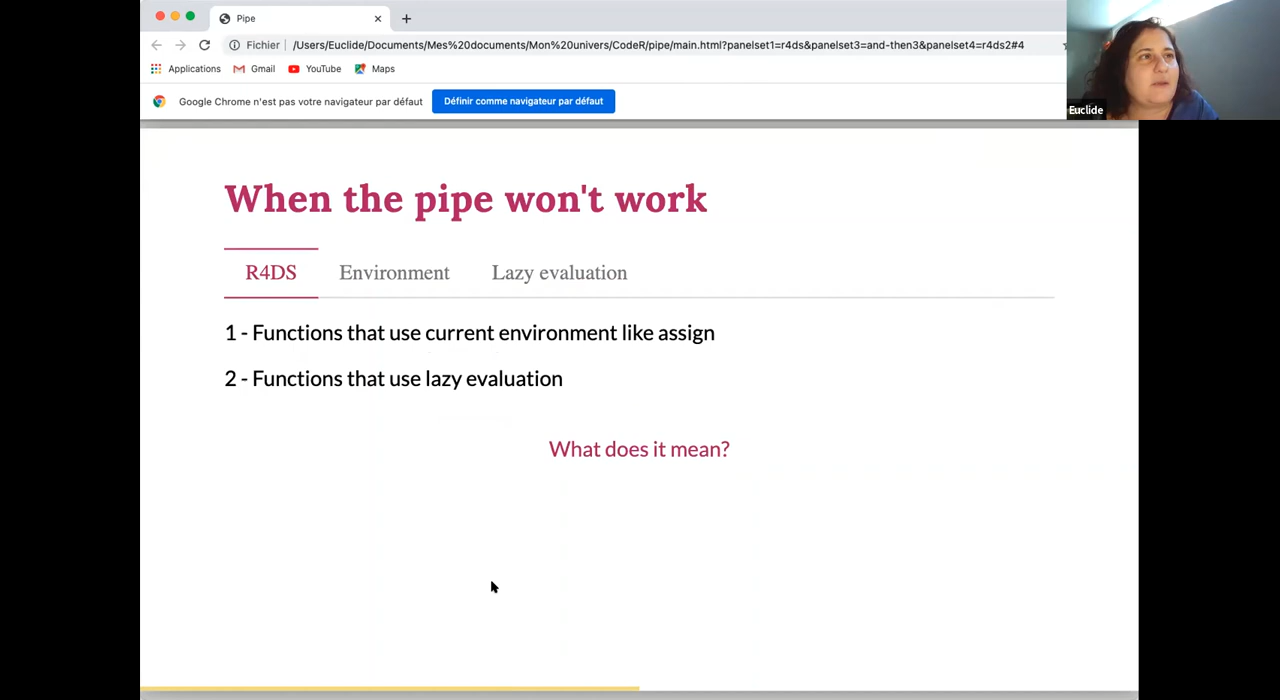 Pipe
Fichier /Users/Euclide/Documents/Mes%20documents/Mon%20univers/CodeR/pipe/main.html?panelset1=r4ds&panelset3=and-then3&panelset4=r4ds2#4
Applications Gmail YouTube Maps
Google Chrome n'est pas votre navigateur par défaut Définir comme navigateur par défaut
Euclide
When the pipe won't work
R4DS Environment Lazy evaluation
1 - Functions that use current environment like assign
2 - Functions that use lazy evaluation
What does it mean?